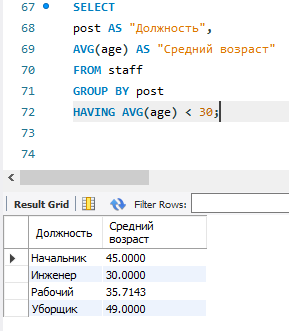 67 SELECT
68 post AS "Должность",
69 AVG(age) AS "Средний возраст"
70 FROM staff
71 GROUP BY post
72 HAVING AVG(age) < 30;
73
74
Result Grid Filter Rows:
Должность Средний возраст
Начальник 45.0000
Инженер 30.0000
Рабочий 35.7143
Уборщик 49.0000